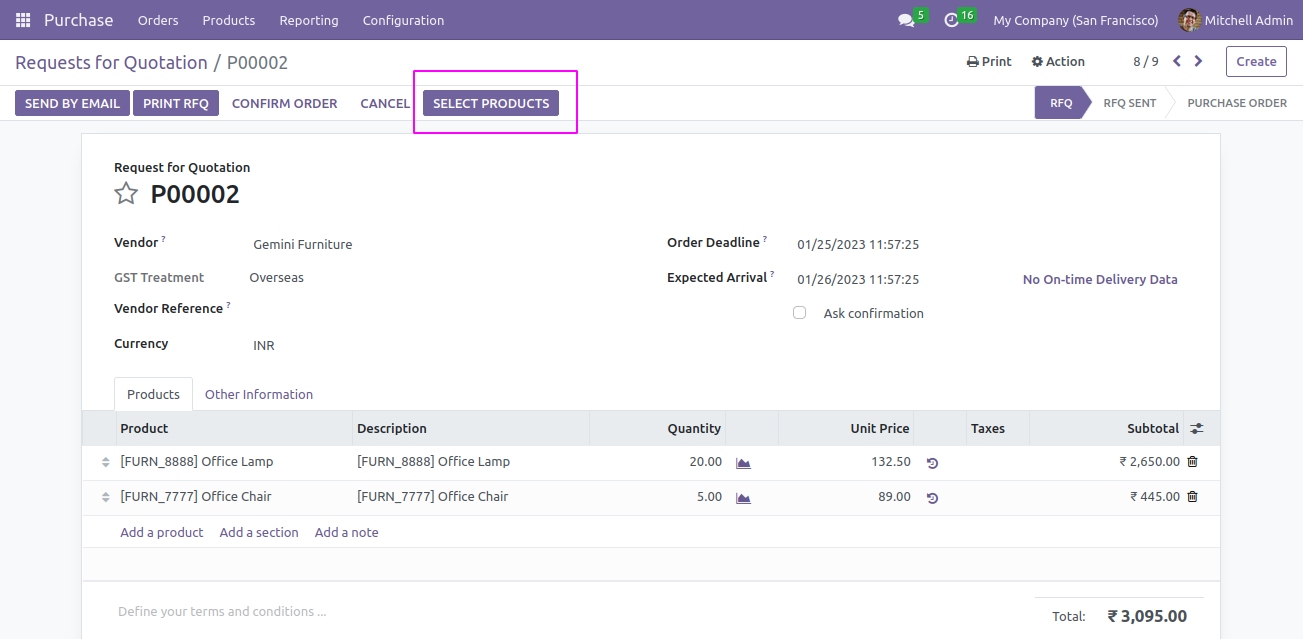 Purchase Orders Products Reporting Configuration 5 16 My Company (San Francisco) Mitchell Admin
Requests for Quotation / P00002 Print Action 8 / 9 Create
SEND BY EMAIL PRINT RFQ CONFIRM ORDER CANCEL SELECT PRODUCTS RFQ RFQ SENT PURCHASE ORDER
Request for Quotation
P00002
Vendor ? Gemini Furniture Order Deadline ? 01/25/2023 11:57:25
GST Treatment Overseas Expected Arrival ? 01/26/2023 11:57:25 No On-time Delivery Data
Vendor Reference ? Ask confirmation
Currency INR
Products Other Information
Product Description Quantity Unit Price Taxes Subtotal
[FURN_8888] Office Lamp [FURN_8888] Office Lamp 20.00 132.50 ₹ 2,650.00
[FURN_7777] Office Chair [FURN_7777] Office Chair 5.00 89.00 ₹ 445.00
Add a product Add a section Add a note
Define your terms and conditions ... Total: ₹ 3,095.00